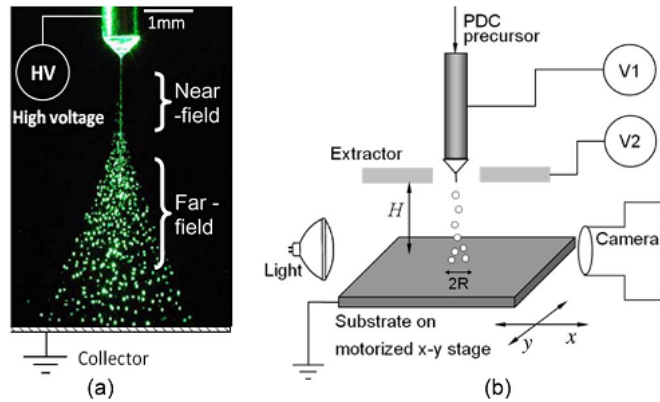 1mm
HV
High voltage
Near
-field
Far -
field
Collector
(a)
PDC
precursor
V1
V2
Extractor
H
Camera
Light
2R
Substrate on
motorized x-y stage
y
x
(b)